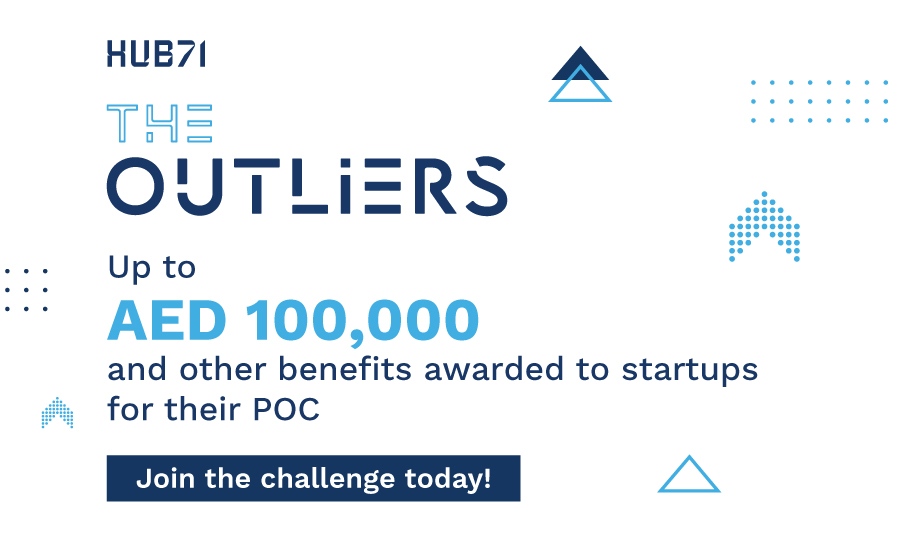 HUB71
THE
OUTLiERS
Up to
AED 100,000
and other benefits awarded to startups
for their POC
Join the challenge today!